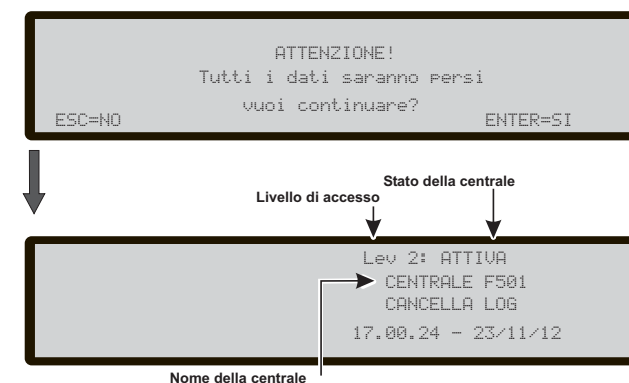 ATTENZIONE!
Tutti i dati saranno persi
vuoi continuare?
ESC=NO ENTER=SI
Stato della centrale
Livello di accesso
Lev 2: ATTIVA
CENTRALE F501
CANCELLA LOG
17.00.24 - 23/11/12
Nome della centrale